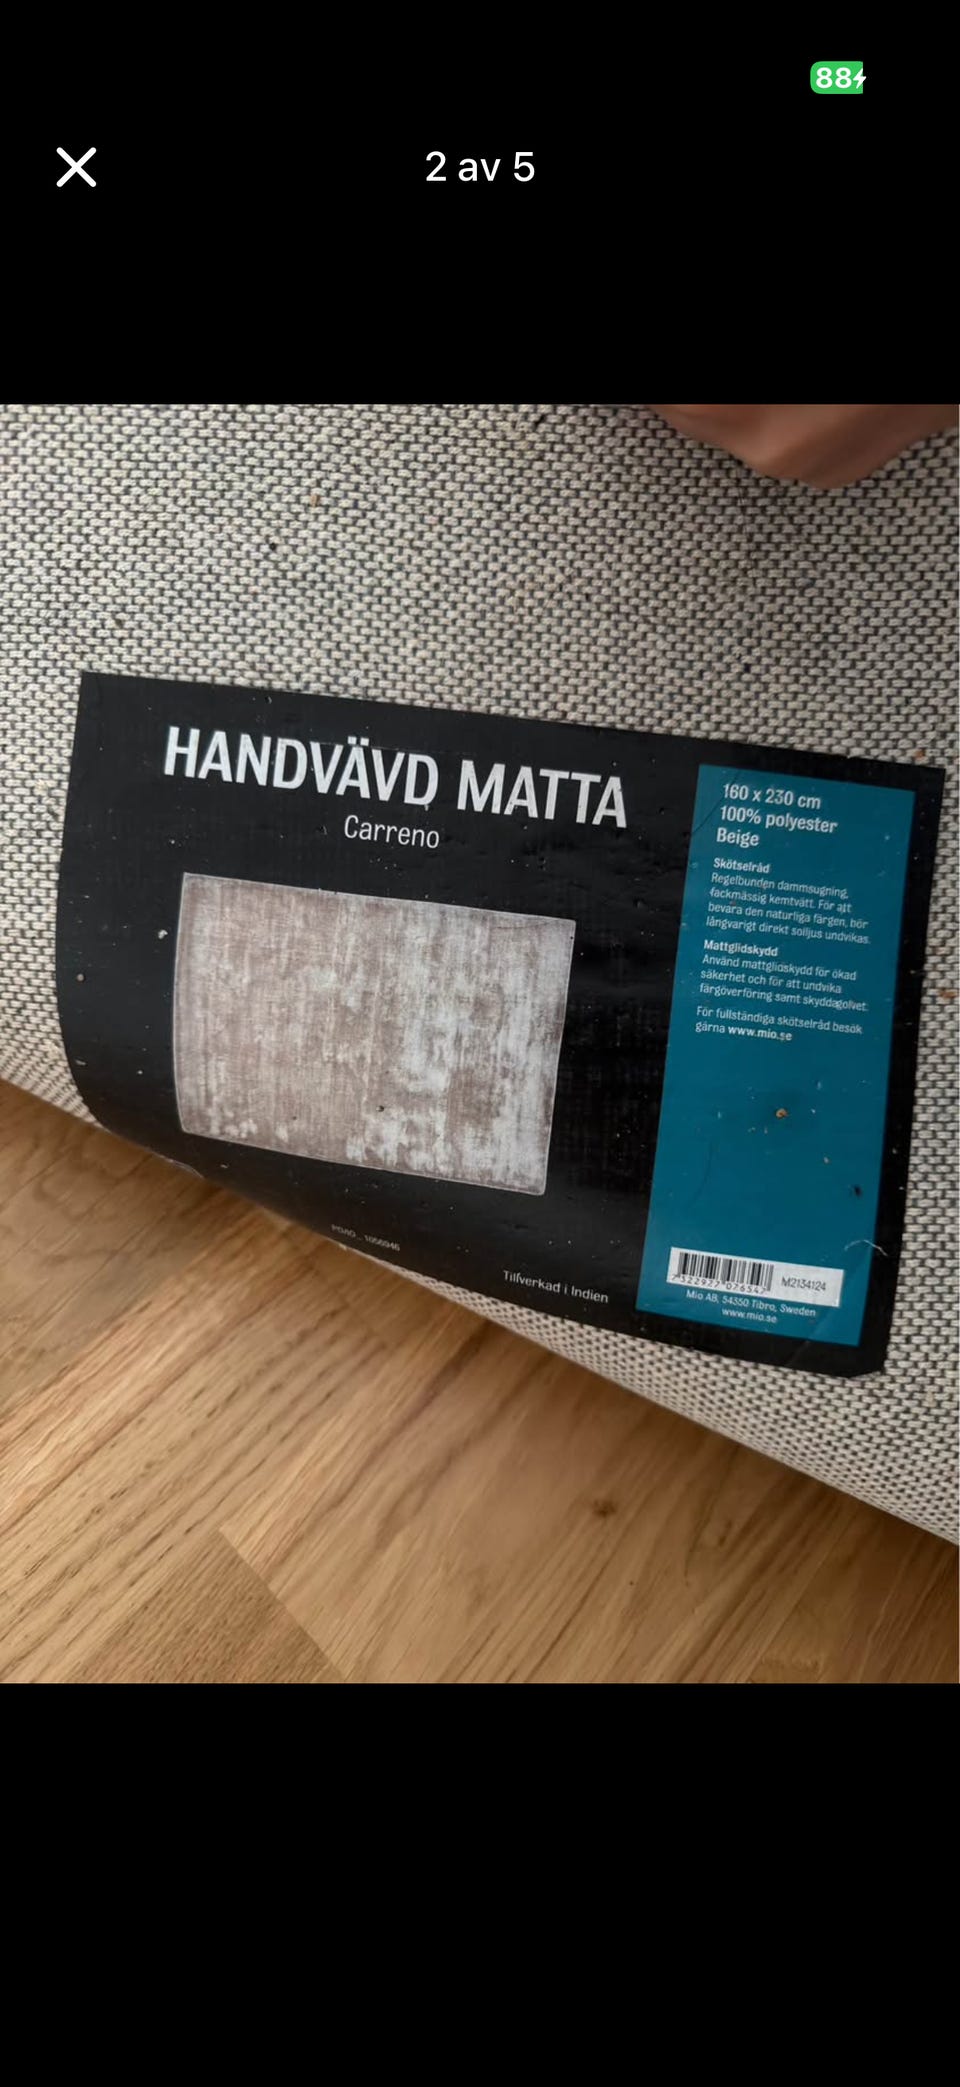 88
2 av 5
HANDVÄVD MATTA
Carreno
160 x 230 cm
100% polyester
Beige
Skötselråd
Regelbunden dammsugning,
fackmässig kemtvätt. För att
bevara den naturliga färgen, bör
långvarigt direkt solljus undvikas.
Mattglidskydd
Använd mattglidskydd för ökad
säkerhet och för att undvika
färgöverföring samt skydda golvet.
För fullständiga skötselråd besök
gärna www.mio.se
1056946
Tillverkad i Indien
M2134124
Mio AB, 54350 Tibro, Sweden
www.mio.se